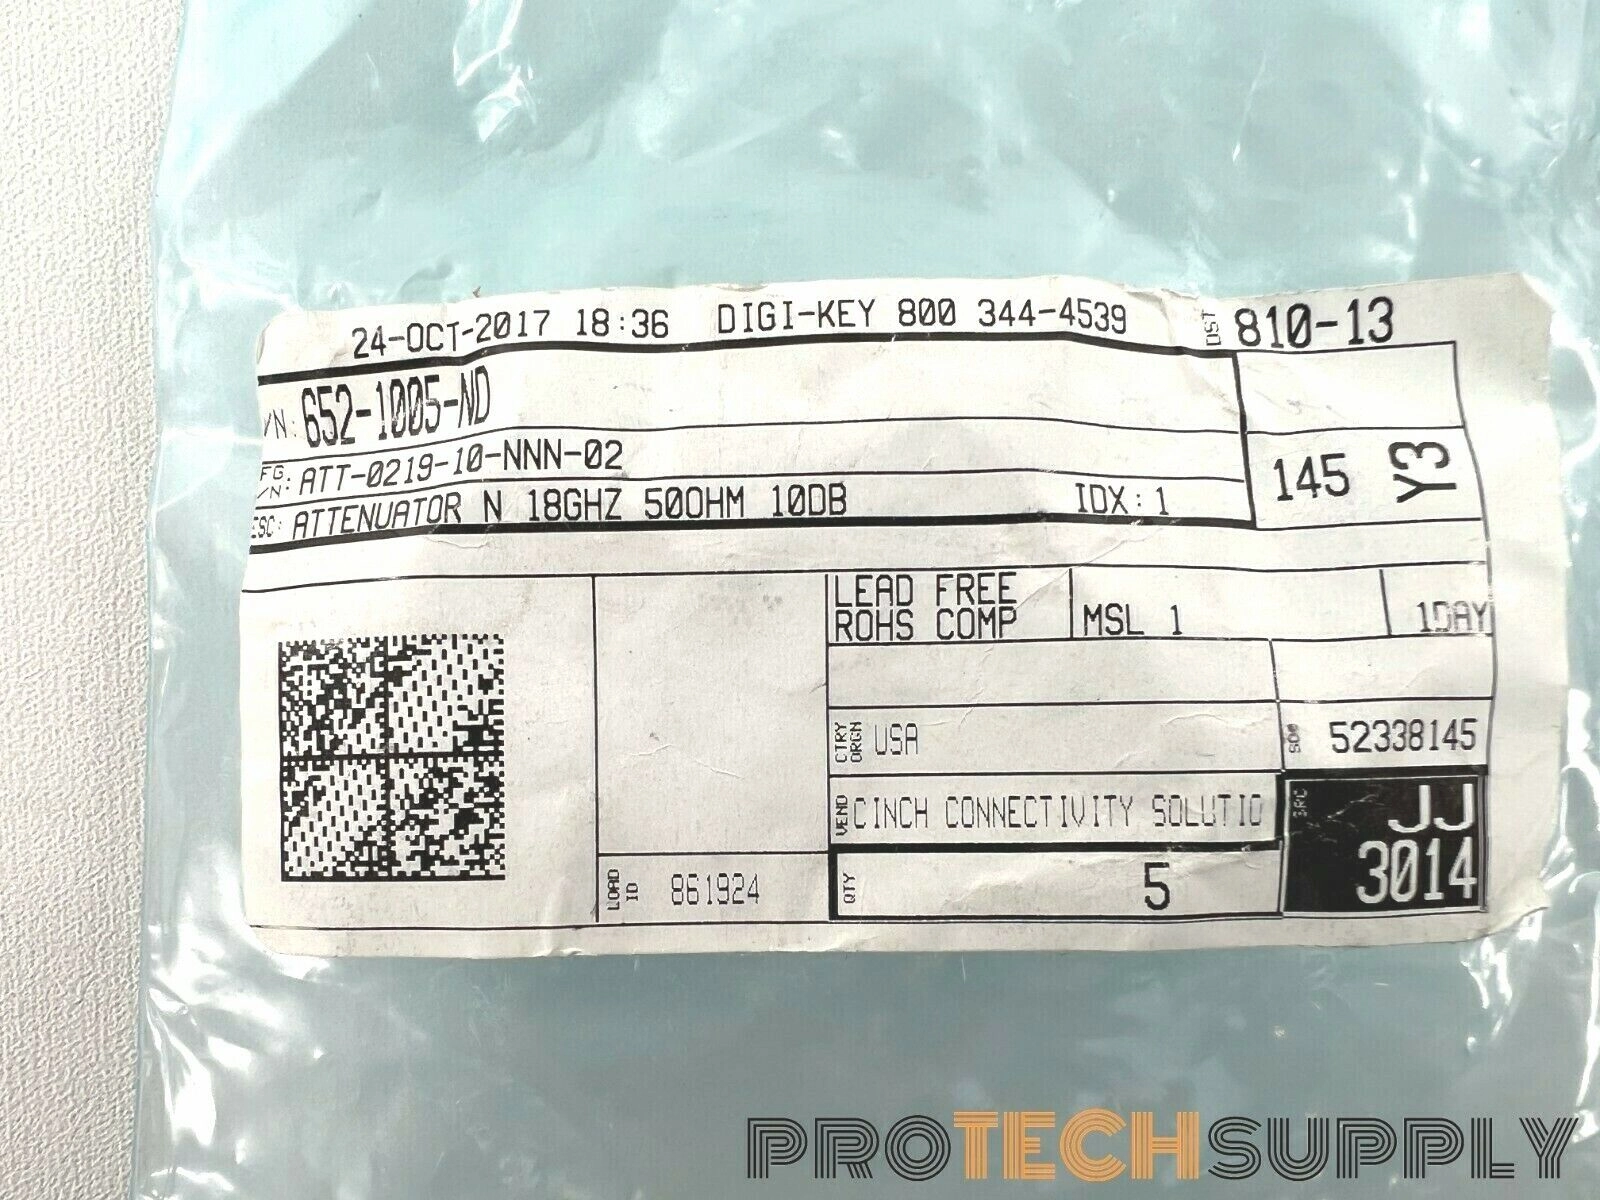 24-OCT-2017 18:36 DIGI-KEY 800 344-4539 DST 810-13
/N: 652-1005-ND
FG /N: ATT-0219-10-NNN-02
ESC: ATTENUATOR N 18GHZ 50OHM 10DB IDX:1
145 Y3
LEAD FREE
ROHS COMP MSL 1 1DAY
CTRY ORGN USA SO# 52338145
VEND CINCH CONNECTIVITY SOLUTIO
SRC JJ
3014
LOAD ID 861924 QTY 5
PROTECHSUPPLY